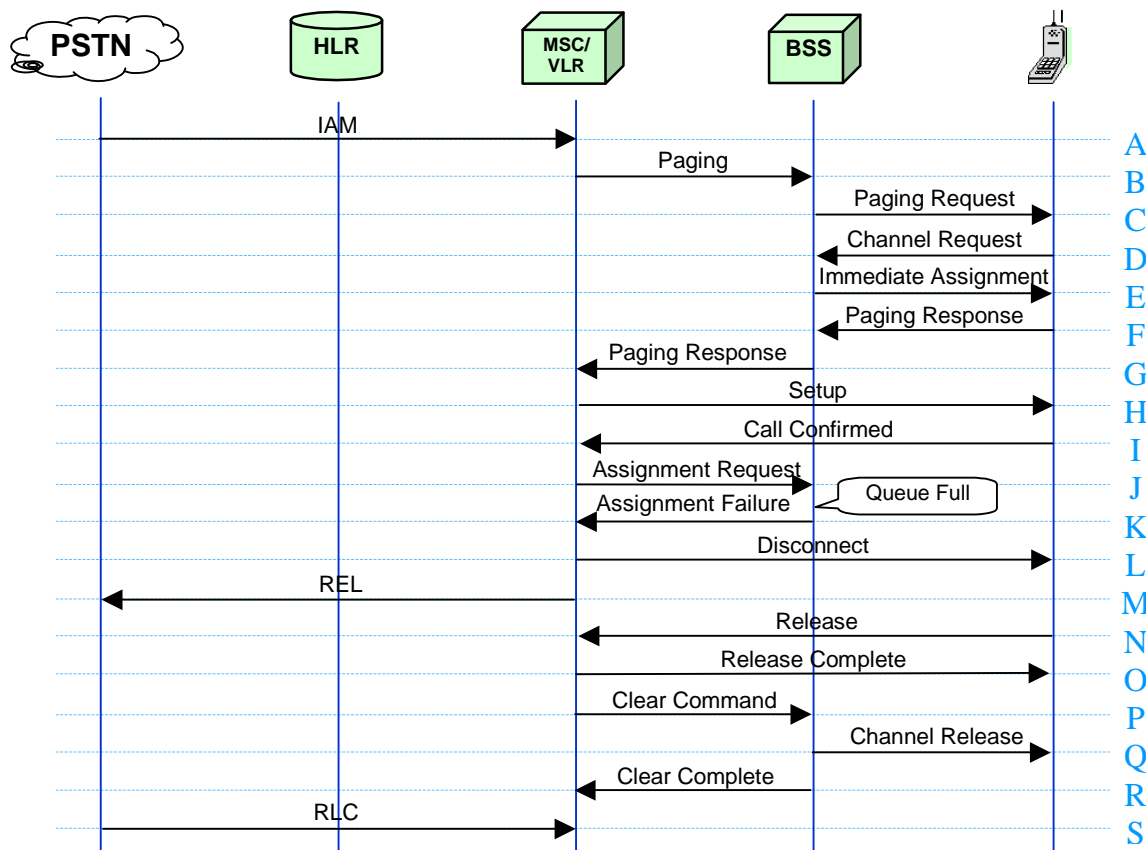 PSTN
HLR
MSC/
VLR
BSS
IAM
A
Paging
B
Paging Request
C
Channel Request
D
Immediate Assignment
E
Paging Response
F
Paging Response
G
Setup
H
Call Confirmed
I
Assignment Request
J
Queue Full
Assignment Failure
K
Disconnect
L
REL
M
Release
N
Release Complete
O
Clear Command
P
Channel Release
Q
Clear Complete
R
RLC
S